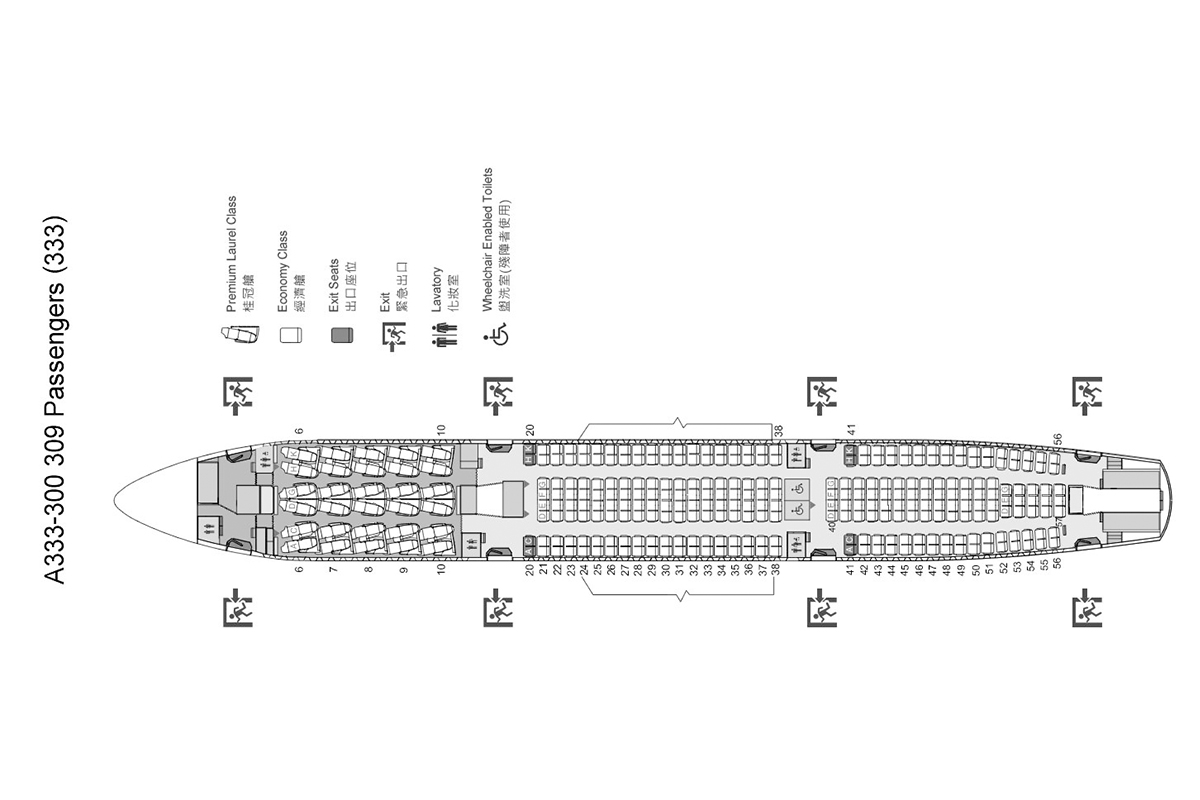 A333-300 309 Passengers (333)
Premium Laurel Class
桂冠艙
Economy Class
經濟艙
Exit Seats
出口座位
Exit
緊急出口
Lavatory
化妝室
Wheelchair Enabled Toilets
盥洗室(殘障者使用)
6
10
20
38
41
56
H K
D G
A C
H K
D E F G
A C
H K
D E F G
A C
D E F G
40
57
6 7 8 9 10
20 21 22 23 24 25 26 27 28 29 30 31 32 33 34 35 36 37 38
41 42 43 44 45 46 47 48 49 50 51 52 53 54 55 56